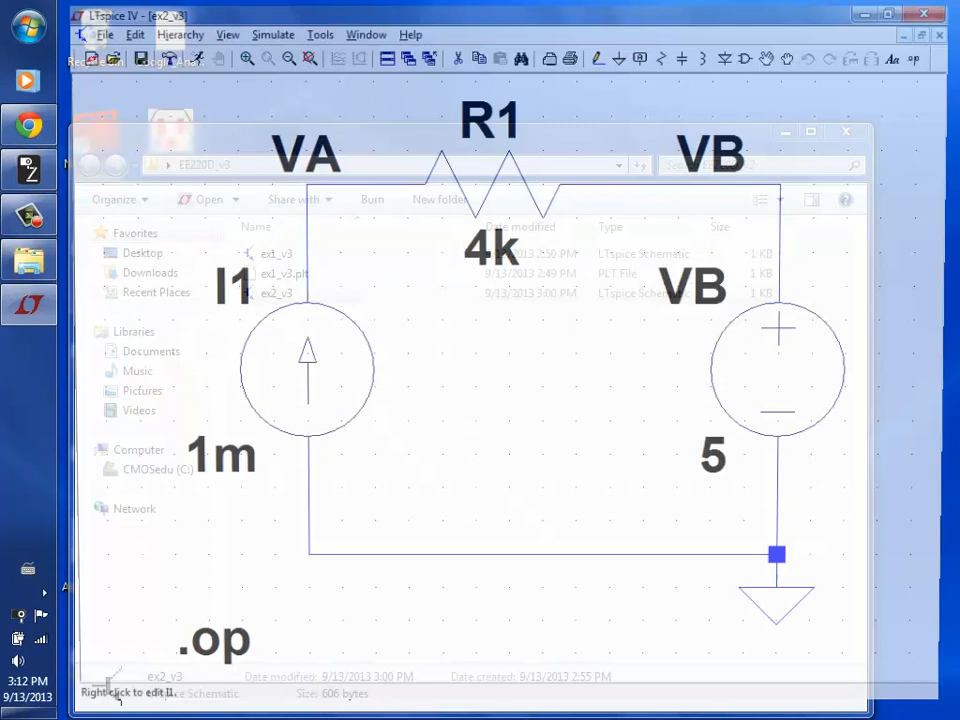 LTspice IV - [ex2_v3]
File Edit Hierarchy View Simulate Tools Window Help
Aa .op
R1
VA
VB
EE220D_v3
Organize Open Share with Burn New folder
4k
Name Date modified Type Size
Favorites
Desktop
Downloads
Recent Places
ex1_v3 2:50 PM LTspice Schematic 1 KB
ex1_v3.plt 9/13/2013 2:49 PM PLT File 1 KB
ex2_v3 9/13/2013 3:00 PM LTspice Schematic 1 KB
I1
VB
Libraries
Documents
Music
Pictures
Videos
1m
5
Computer
CMOSedu (C:)
Network
.op
ex2_v3 Date modified: 9/13/2013 3:00 PM Date created: 9/13/2013 2:55 PM
LTspice Schematic Size: 606 bytes
Right click to edit I1.
3:12 PM
9/13/2013